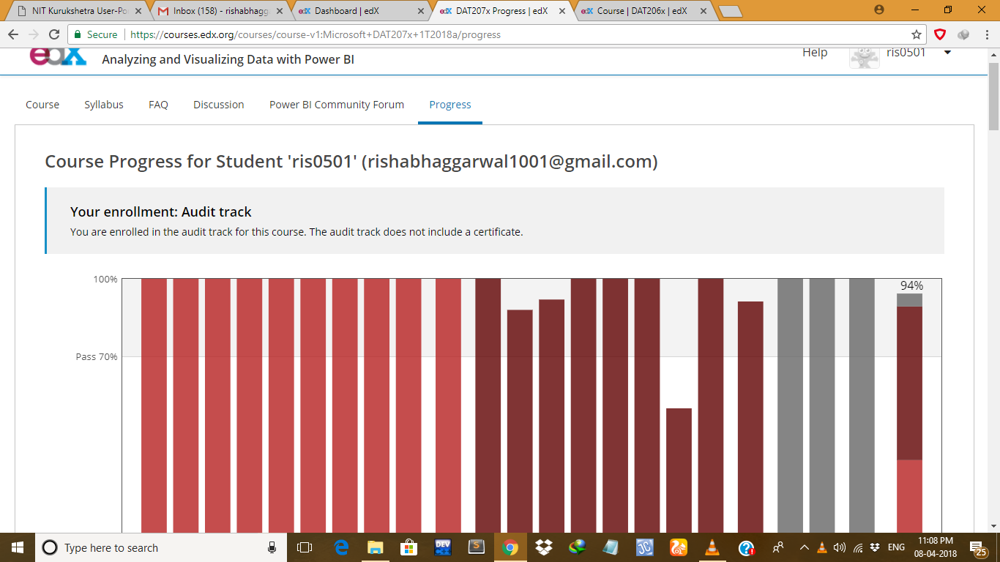 NIT Kurukshetra User-Po
Inbox (158) - rishabhagg
Dashboard | edX
DAT207x Progress | edX
Course | DAT206x | edX
Secure
https://courses.edx.org/courses/course-v1:Microsoft+DAT207x+1T2018a/progress
edX
Analyzing and Visualizing Data with Power BI
Help
ris0501
Course
Syllabus
FAQ
Discussion
Power BI Community Forum
Progress
Course Progress for Student 'ris0501' (rishabhaggarwal1001@gmail.com)
Your enrollment: Audit track
You are enrolled in the audit track for this course. The audit track does not include a certificate.
100%
94%
Pass 70%
Type here to search
DEV
S
JC
ENG
11:08 PM
08-04-2018
25